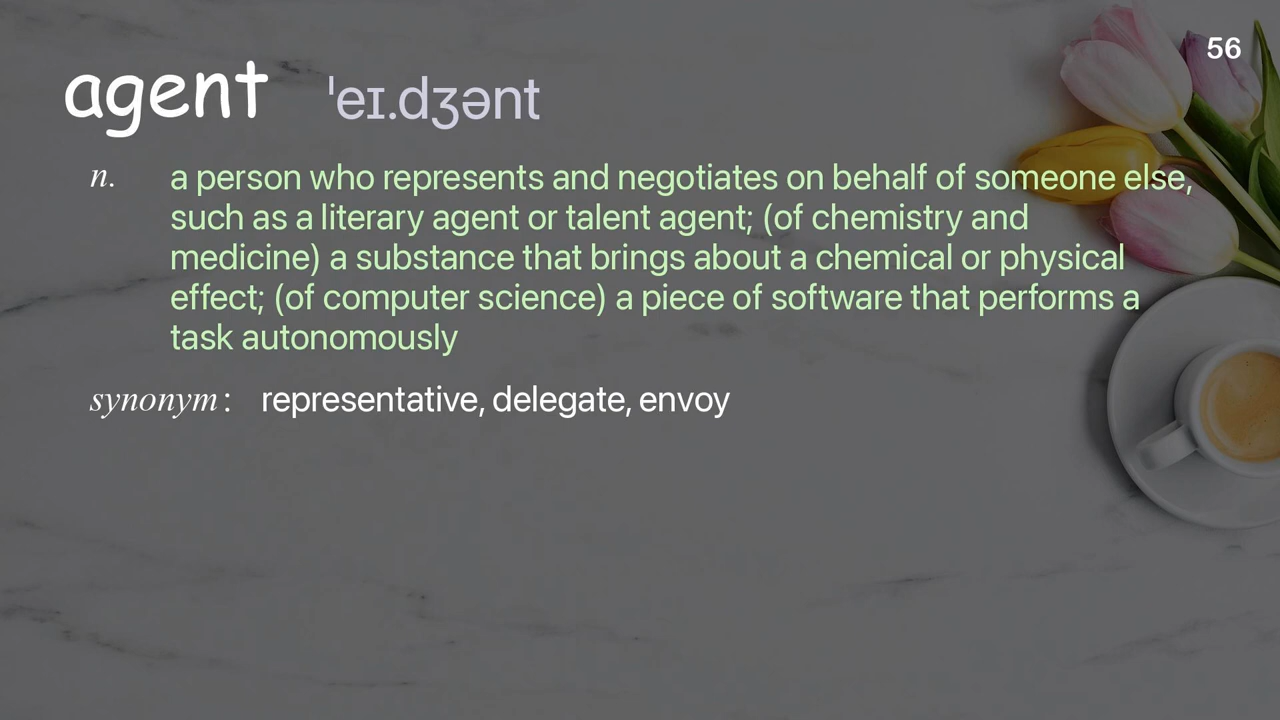 56
agent ˈeɪ.dʒənt
n. a person who represents and negotiates on behalf of someone else,
such as a literary agent or talent agent; (of chemistry and
medicine) a substance that brings about a chemical or physical
effect; (of computer science) a piece of software that performs a
task autonomously
synonym: representative, delegate, envoy